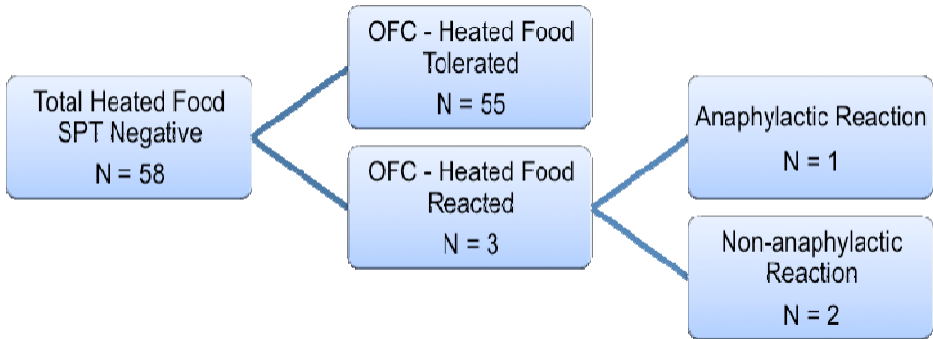 Total Heated Food
SPT Negative
N = 58
OFC - Heated Food
Tolerated
N = 55
OFC - Heated Food
Reacted
N = 3
Anaphylactic Reaction
N = 1
Non-anaphylactic
Reaction
N = 2